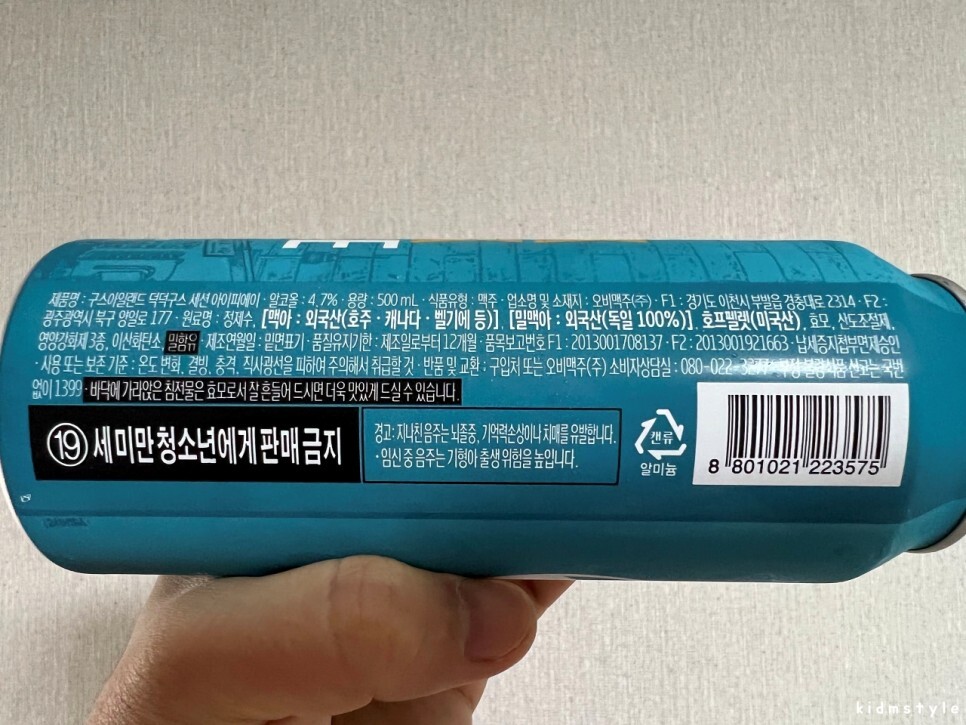 제품명 : 구스아일랜드 덕덕구스 세션 아이피에이 · 알코올 : 4.7% · 용량 : 500 mL · 식품유형 : 맥주 · 업소명 및 소재지 : 오비맥주(주) · F1 : 경기도 이천시 부발읍 경충대로 2314 · F2 :
광주광역시 북구 양일로 177 · 원료명 : 정제수, [맥아 : 외국산(호주 · 캐나다 · 벨기에 등)], [밀맥아 : 외국산(독일 100%)], 호프펠렛(미국산), 효모, 산도조절제,
영양강화제 3종, 이산화탄소 밀 함유 · 제조연월일 : 밑면표기 · 품질유지기한 : 제조일로부터 12개월 · 품목보고번호 F1 : 2013001708137 · F2 : 2013001921663 · 납세증지첩부면제승인
· 사용 또는 보존 기준 : 온도 변화, 결빙, 충격, 직사광선을 피하여 주의해서 취급할 것 · 반품 및 교환 : 구입처 또는 오비맥주(주) 소비자상담실 : 080-022-3277 · 부정·불량식품 신고는 국번
없이 1399 · 바닥에 가라앉은 침전물은 효모로서 잘 흔들어 드시면 더욱 맛있게 드실 수 있습니다.
⑲ 세 미만 청소년에게 판매 금지
경고 : 지나친 음주는 뇌졸중, 기억력손상이나 치매를 유발합니다.
· 임신 중 음주는 기형아 출생 위험을 높입니다.
캔류
알미늄
8 801021 223575
kidmstyle